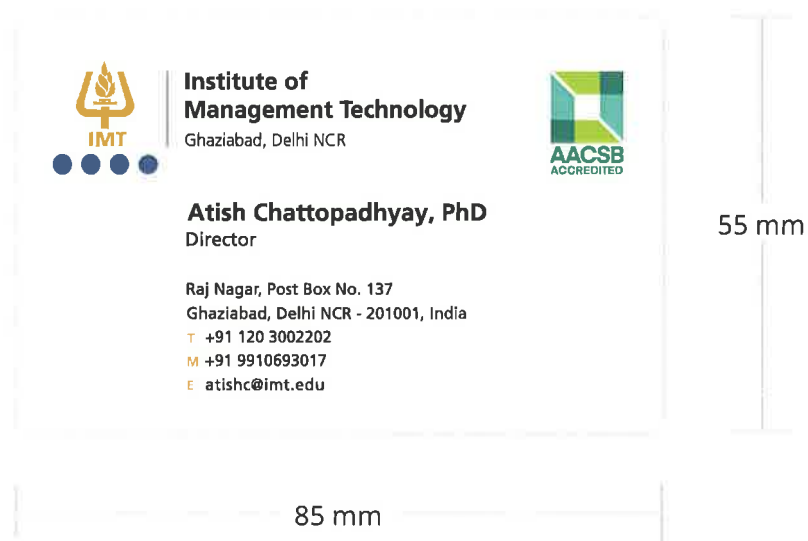 IMT
Institute of
Management Technology
Ghaziabad, Delhi NCR
AACSB
ACCREDITED
Atish Chattopadhyay, PhD
Director
Raj Nagar, Post Box No. 137
Ghaziabad, Delhi NCR - 201001, India
T +91 120 3002202
M +91 9910693017
E atishc@imt.edu
55 mm
85 mm